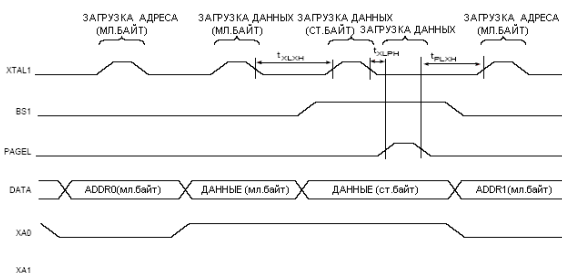 ЗАГРУЗКА АДРЕСА (МЛ.БАЙТ)
ЗАГРУЗКА ДАННЫХ (МЛ.БАЙТ)
ЗАГРУЗКА ДАННЫХ (СТ.БАЙТ)
ЗАГРУЗКА ДАННЫХ
ЗАГРУЗКА АДРЕСА (МЛ.БАЙТ)
XTAL1
tXLXH
tXLPH
tPLXH
BS1
PAGEL
DATA
ADDR0(мл.байт)
ДАННЫЕ (мл.байт)
ДАННЫЕ (ст.байт)
ADDR1(мл.байт)
XA0
XA1